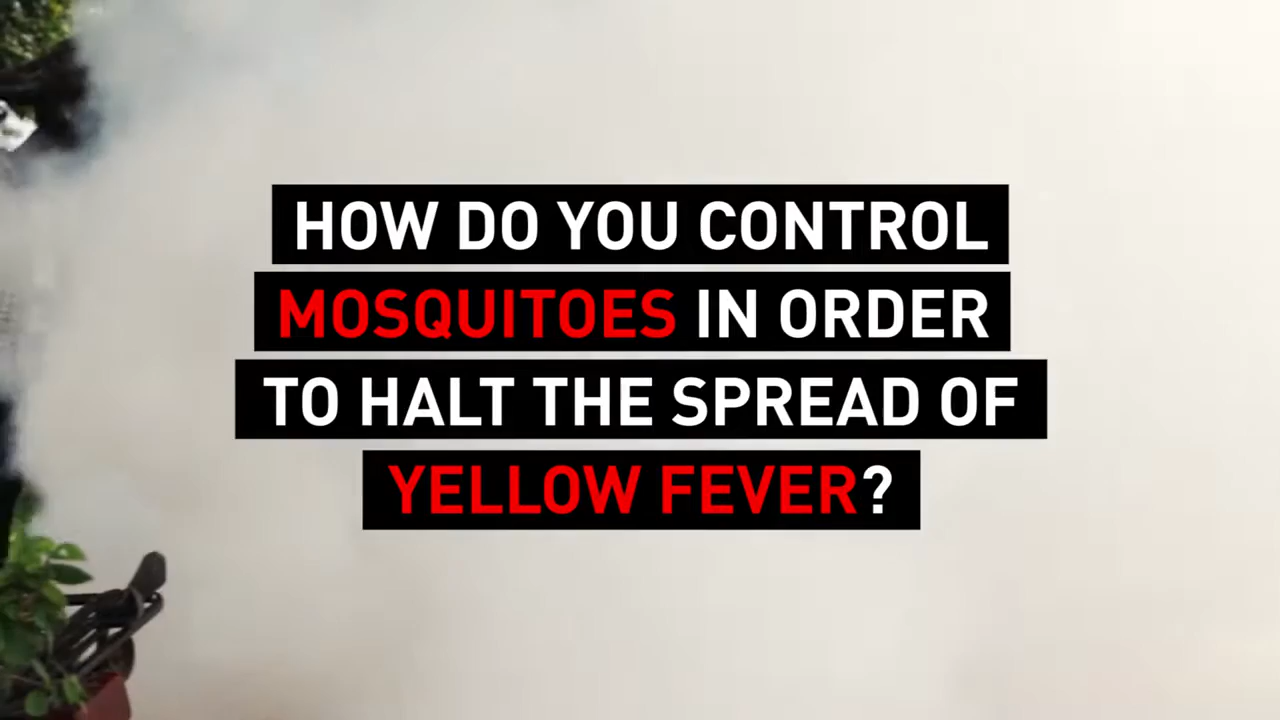 HOW DO YOU CONTROL
MOSQUITOES IN ORDER
TO HALT THE SPREAD OF
YELLOW FEVER?